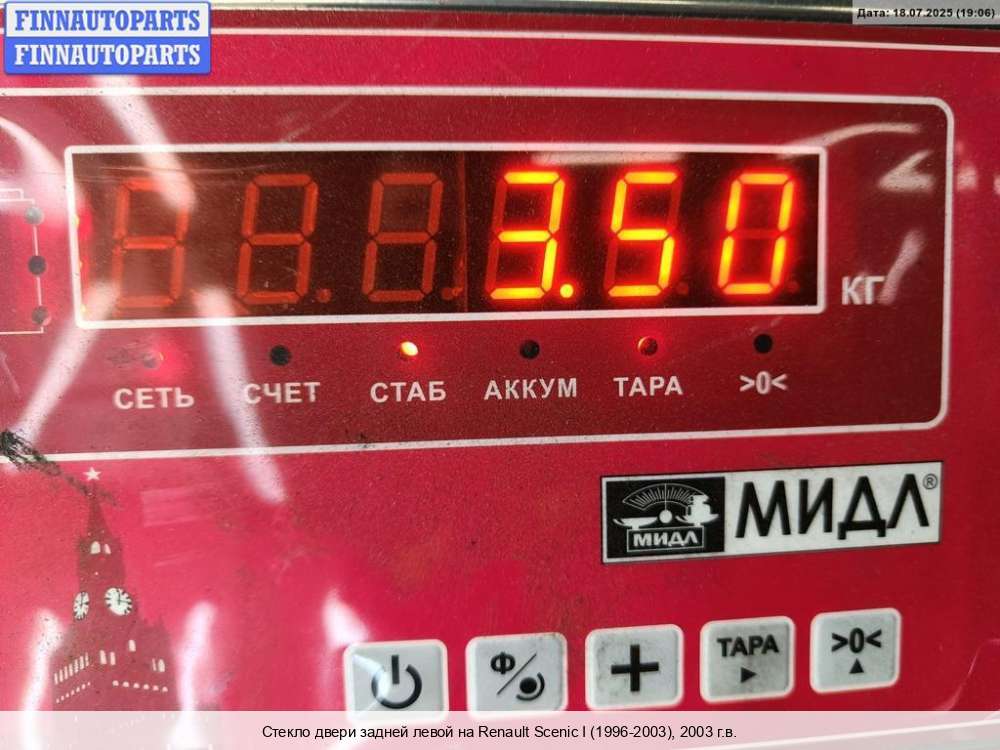 FINNAUTOPARTS
FINNAUTOPARTS
Дата: 18.07.2025 (19:06)
3.50
КГ
СЕТЬ СЧЕТ СТАБ АККУМ ТАРА >0<
МИДЛ МИДЛ®
Ф/ + ТАРА >0<
Стекло двери задней левой на Renault Scenic I (1996-2003), 2003 г.в.